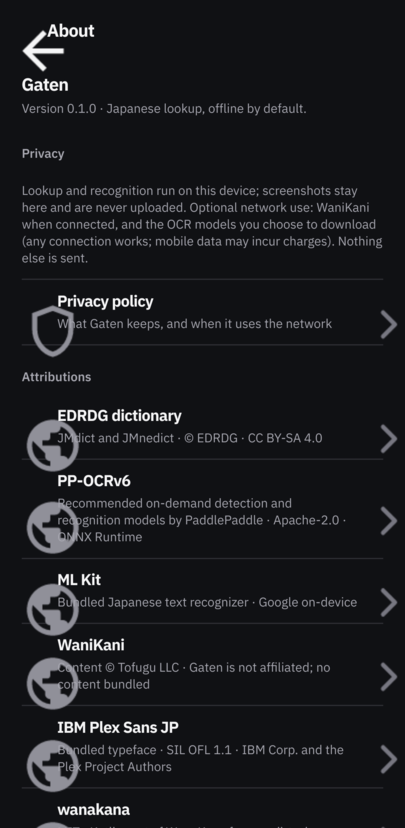 About
Gaten
Version 0.1.0 · Japanese lookup, offline by default.
Privacy
Lookup and recognition run on this device; screenshots stay
here and are never uploaded. Optional network use: WaniKani
when connected, and the OCR models you choose to download
(any connection works; mobile data may incur charges). Nothing
else is sent.
Privacy policy
What Gaten keeps, and when it uses the network
Attributions
EDRDG dictionary
JMdict and JMnedict · © EDRDG · CC BY-SA 4.0
PP-OCRv6
Recommended on-demand detection and
recognition models by PaddlePaddle · Apache-2.0 ·
ONNX Runtime
ML Kit
Bundled Japanese text recognizer · Google on-device
WaniKani
Content © Tofugu LLC · Gaten is not affiliated; no
content bundled
IBM Plex Sans JP
Bundled typeface · SIL OFL 1.1 · IBM Corp. and the
Plex Project Authors
wanakana